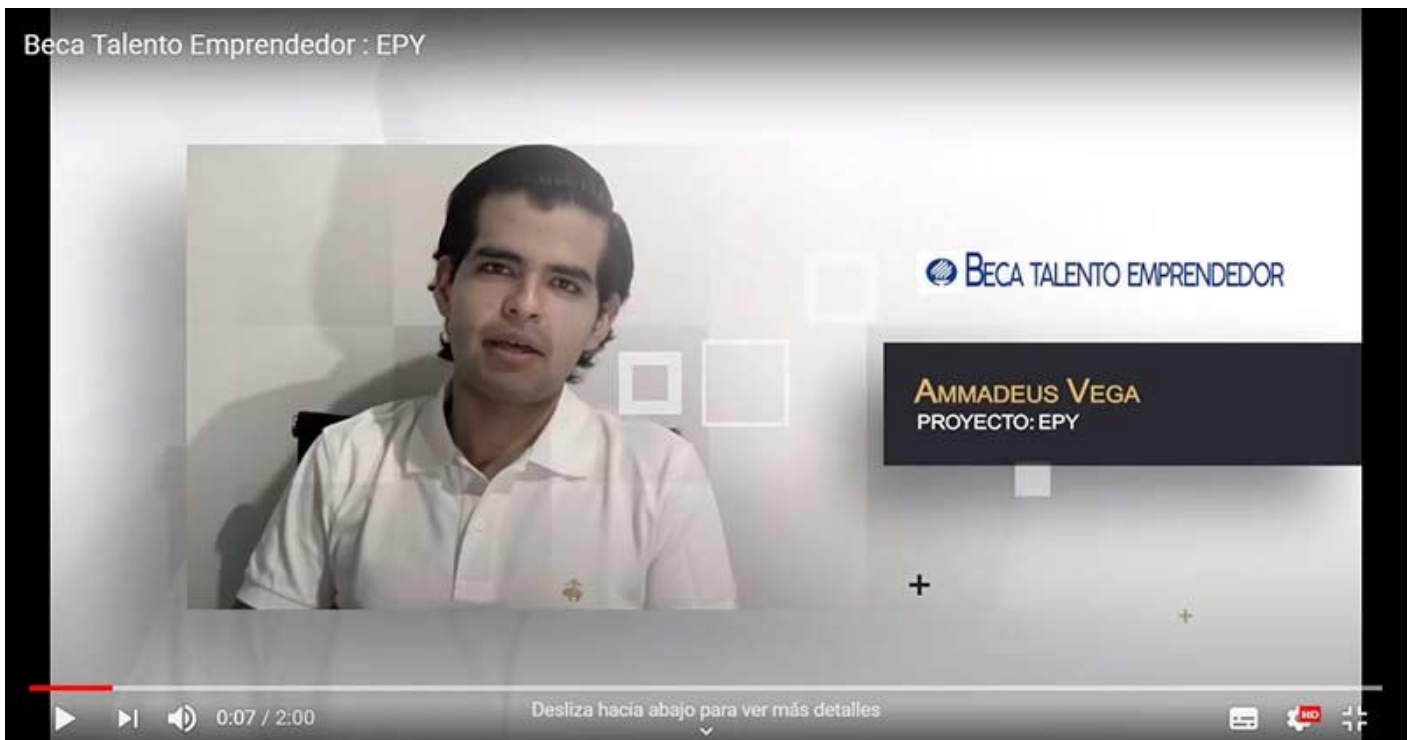 Beca Talento Emprendedor : EPY
BECA TALENTO EMPRENDEDOR
AMMADEUS VEGA
PROYECTO: EPY
0:07 / 2:00
Desliza hacia abajo para ver más detalles
HD